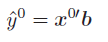 ŷ⁰ = x⁰′b